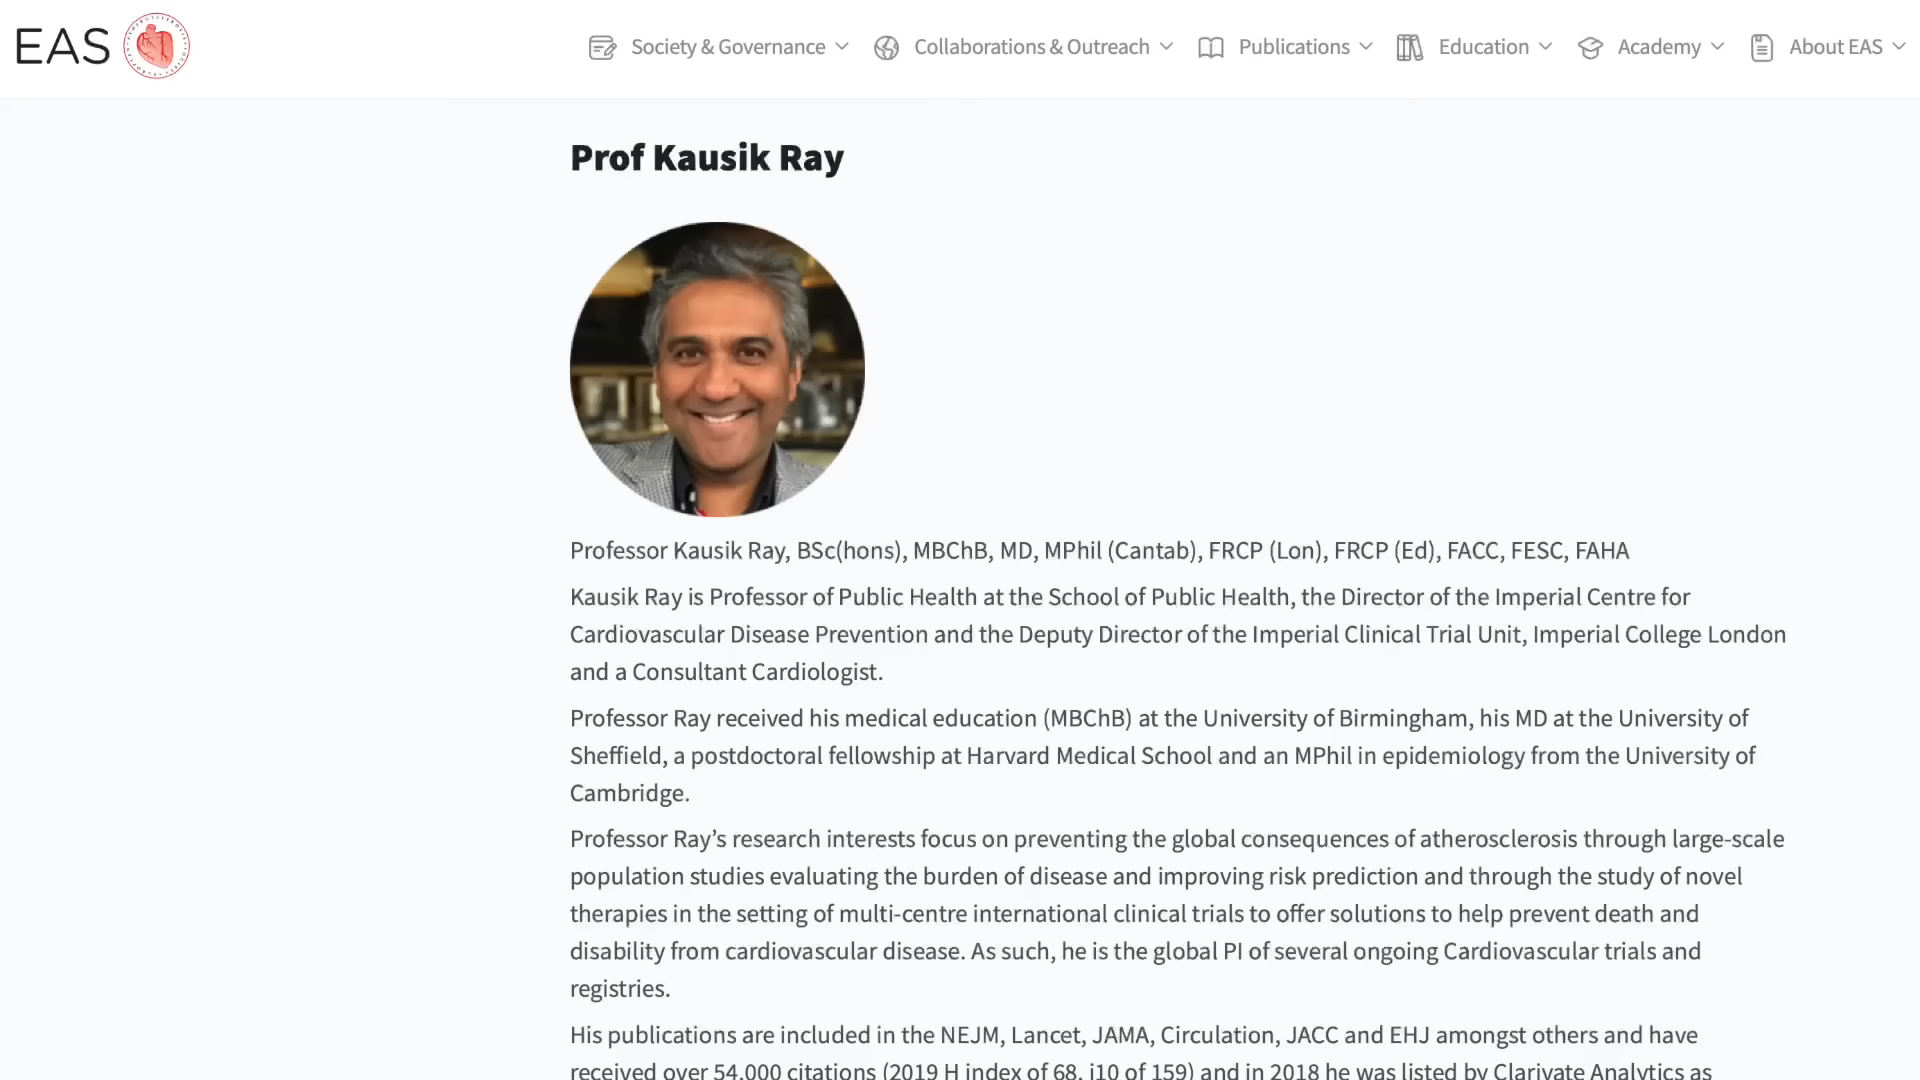 EAS
Society & Governance
Collaborations & Outreach
Publications
Education
Academy
About EAS
Prof Kausik Ray
Professor Kausik Ray, BSc(hons), MBChB, MD, MPhil (Cantab), FRCP (Lon), FRCP (Ed), FACC, FESC, FAHA
Kausik Ray is Professor of Public Health at the School of Public Health, the Director of the Imperial Centre for
Cardiovascular Disease Prevention and the Deputy Director of the Imperial Clinical Trial Unit, Imperial College London
and a Consultant Cardiologist.
Professor Ray received his medical education (MBChB) at the University of Birmingham, his MD at the University of
Sheffield, a postdoctoral fellowship at Harvard Medical School and an MPhil in epidemiology from the University of
Cambridge.
Professor Ray’s research interests focus on preventing the global consequences of atherosclerosis through large-scale
population studies evaluating the burden of disease and improving risk prediction and through the study of novel
therapies in the setting of multi-centre international clinical trials to offer solutions to help prevent death and
disability from cardiovascular disease. As such, he is the global PI of several ongoing Cardiovascular trials and
registries.
His publications are included in the NEJM, Lancet, JAMA, Circulation, JACC and EHJ amongst others and have
received over 54,000 citations (2019 H index of 68, i10 of 159) and in 2018 he was listed by Clarivate Analytics as